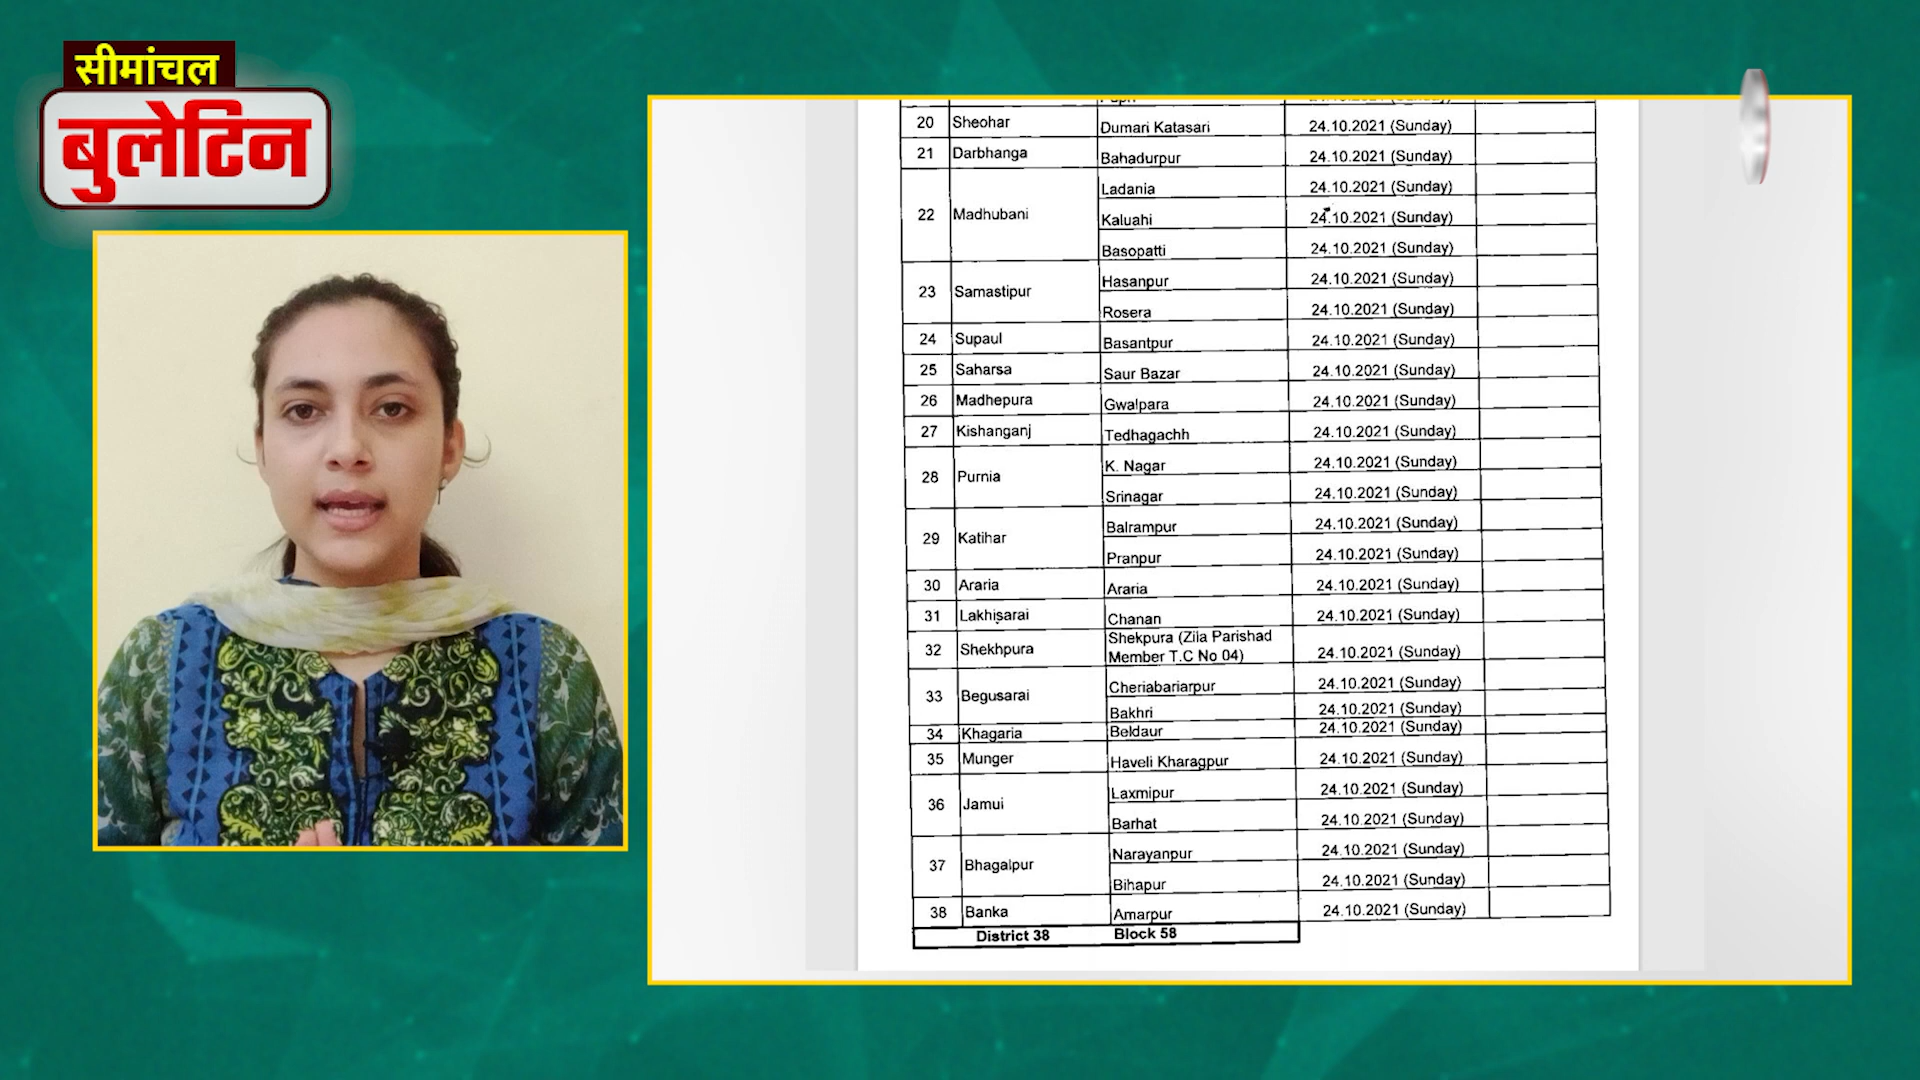 सीमांचल
बुलेटिन
20 Sheohar Dumari Katasari 24.10.2021 (Sunday)
21 Darbhanga Bahadurpur 24.10.2021 (Sunday)
22 Madhubani Ladania 24.10.2021 (Sunday)
Kaluahi 24.10.2021 (Sunday)
Basopatti 24.10.2021 (Sunday)
23 Samastipur Hasanpur 24.10.2021 (Sunday)
Rosera 24.10.2021 (Sunday)
24 Supaul Basantpur 24.10.2021 (Sunday)
25 Saharsa Saur Bazar 24.10.2021 (Sunday)
26 Madhepura Gwalpara 24.10.2021 (Sunday)
27 Kishanganj Tedhagachh 24.10.2021 (Sunday)
28 Purnia K. Nagar 24.10.2021 (Sunday)
Srinagar 24.10.2021 (Sunday)
29 Katihar Balrampur 24.10.2021 (Sunday)
Pranpur 24.10.2021 (Sunday)
30 Araria Araria 24.10.2021 (Sunday)
31 Lakhisarai Chanan 24.10.2021 (Sunday)
32 Shekhpura Shekpura (Zila Parishad
Member T.C No 04) 24.10.2021 (Sunday)
33 Begusarai Cheriabariarpur 24.10.2021 (Sunday)
Bakhri 24.10.2021 (Sunday)
34 Khagaria Beldaur 24.10.2021 (Sunday)
35 Munger Haveli Kharagpur 24.10.2021 (Sunday)
36 Jamui Laxmipur 24.10.2021 (Sunday)
Barhat 24.10.2021 (Sunday)
37 Bhagalpur Narayanpur 24.10.2021 (Sunday)
Bihapur 24.10.2021 (Sunday)
38 Banka Amarpur 24.10.2021 (Sunday)
District 38 Block 58